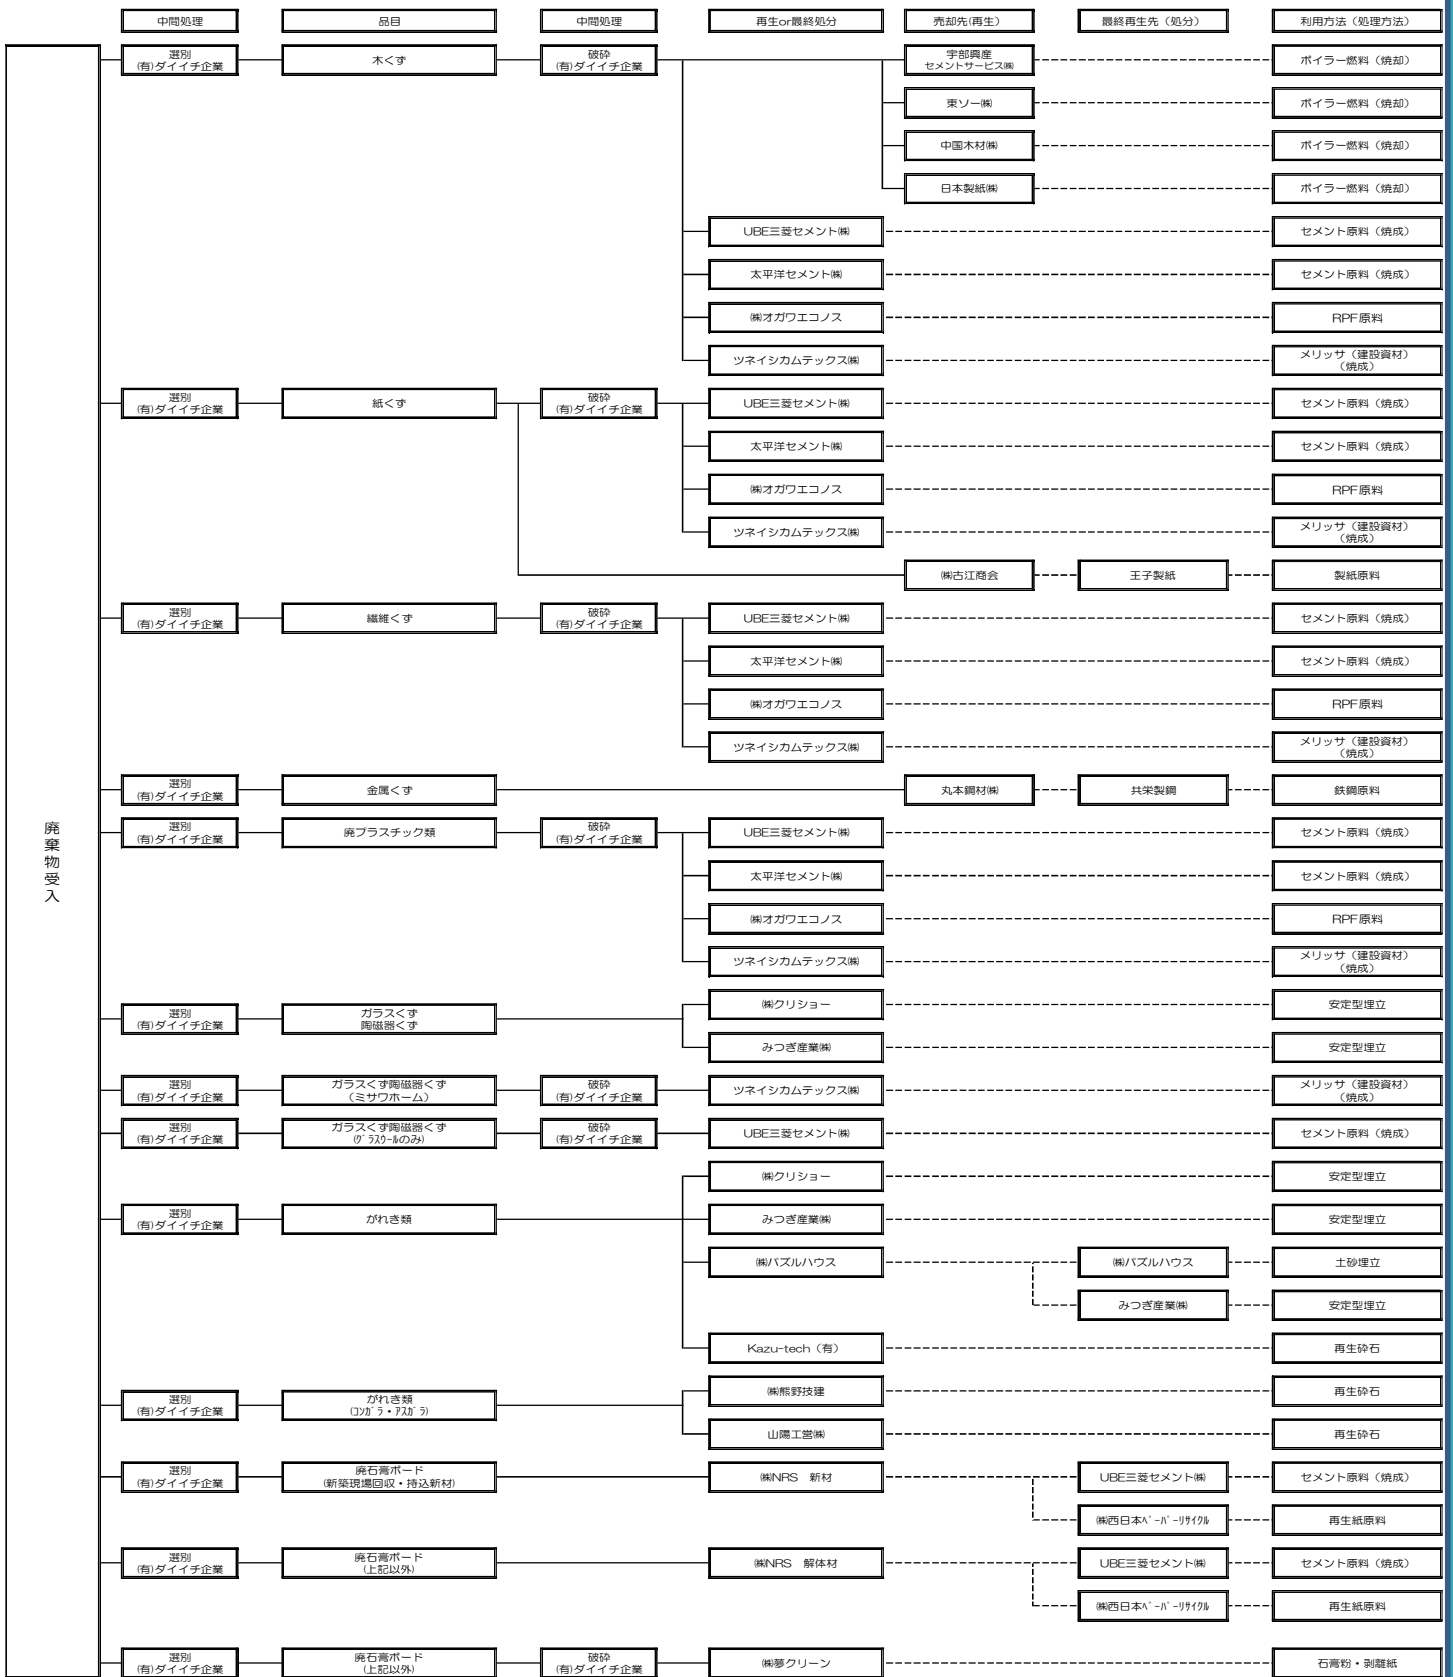 中間処理
品目
中間処理
再生or最終処分
売却先(再生)
最終再生先（処分）
利用方法（処理方法）
廃棄物受入
選別
(有)ダイイチ企業
木くず
破砕
(有)ダイイチ企業
宇部興産
セメントサービス㈱
ボイラー燃料（焼却）
東ソー㈱
ボイラー燃料（焼却）
中国木材㈱
ボイラー燃料（焼却）
日本製紙㈱
ボイラー燃料（焼却）
UBE三菱セメント㈱
セメント原料（焼成）
太平洋セメント㈱
セメント原料（焼成）
㈱オガワエコノス
RPF原料
ツネイシカムテックス㈱
メリッサ（建設資材）
（焼成）
選別
(有)ダイイチ企業
紙くず
破砕
(有)ダイイチ企業
UBE三菱セメント㈱
セメント原料（焼成）
太平洋セメント㈱
セメント原料（焼成）
㈱オガワエコノス
RPF原料
ツネイシカムテックス㈱
メリッサ（建設資材）
（焼成）
㈱古江商会
王子製紙
製紙原料
選別
(有)ダイイチ企業
繊維くず
破砕
(有)ダイイチ企業
UBE三菱セメント㈱
セメント原料（焼成）
太平洋セメント㈱
セメント原料（焼成）
㈱オガワエコノス
RPF原料
ツネイシカムテックス㈱
メリッサ（建設資材）
（焼成）
選別
(有)ダイイチ企業
金属くず
丸本鋼材㈱
共栄製鋼
鉄鋼原料
選別
(有)ダイイチ企業
廃プラスチック類
破砕
(有)ダイイチ企業
UBE三菱セメント㈱
セメント原料（焼成）
太平洋セメント㈱
セメント原料（焼成）
㈱オガワエコノス
RPF原料
ツネイシカムテックス㈱
メリッサ（建設資材）
（焼成）
選別
(有)ダイイチ企業
ガラスくず
陶磁器くず
㈱クリショー
安定型埋立
みつぎ産業㈱
安定型埋立
選別
(有)ダイイチ企業
ガラスくず陶磁器くず
（ミサワホーム）
破砕
(有)ダイイチ企業
ツネイシカムテックス㈱
メリッサ（建設資材）
（焼成）
選別
(有)ダイイチ企業
ガラスくず陶磁器くず
(ｸﾞﾗｽｳｰﾙのみ)
破砕
(有)ダイイチ企業
UBE三菱セメント㈱
セメント原料（焼成）
選別
(有)ダイイチ企業
がれき類
㈱クリショー
安定型埋立
みつぎ産業㈱
安定型埋立
㈱パズルハウス
㈱パズルハウス
土砂埋立
みつぎ産業㈱
安定型埋立
Kazu-tech（有）
再生砕石
選別
(有)ダイイチ企業
がれき類
(ｺﾝｶﾞﾗ・ｱｽｶﾞﾗ)
㈱熊野技建
再生砕石
山陽工営㈱
再生砕石
選別
(有)ダイイチ企業
廃石膏ボード
(新築現場回収・持込新材)
㈱NRS　新材
UBE三菱セメント㈱
セメント原料（焼成）
㈱西日本ﾍﾟｰﾊﾟｰﾘｻｲｸﾙ
再生紙原料
選別
(有)ダイイチ企業
廃石膏ボード
(上記以外)
㈱NRS　解体材
UBE三菱セメント㈱
セメント原料（焼成）
㈱西日本ﾍﾟｰﾊﾟｰﾘｻｲｸﾙ
再生紙原料
選別
(有)ダイイチ企業
廃石膏ボード
(上記以外)
破砕
(有)ダイイチ企業
㈱夢クリーン
石膏粉・剥離紙